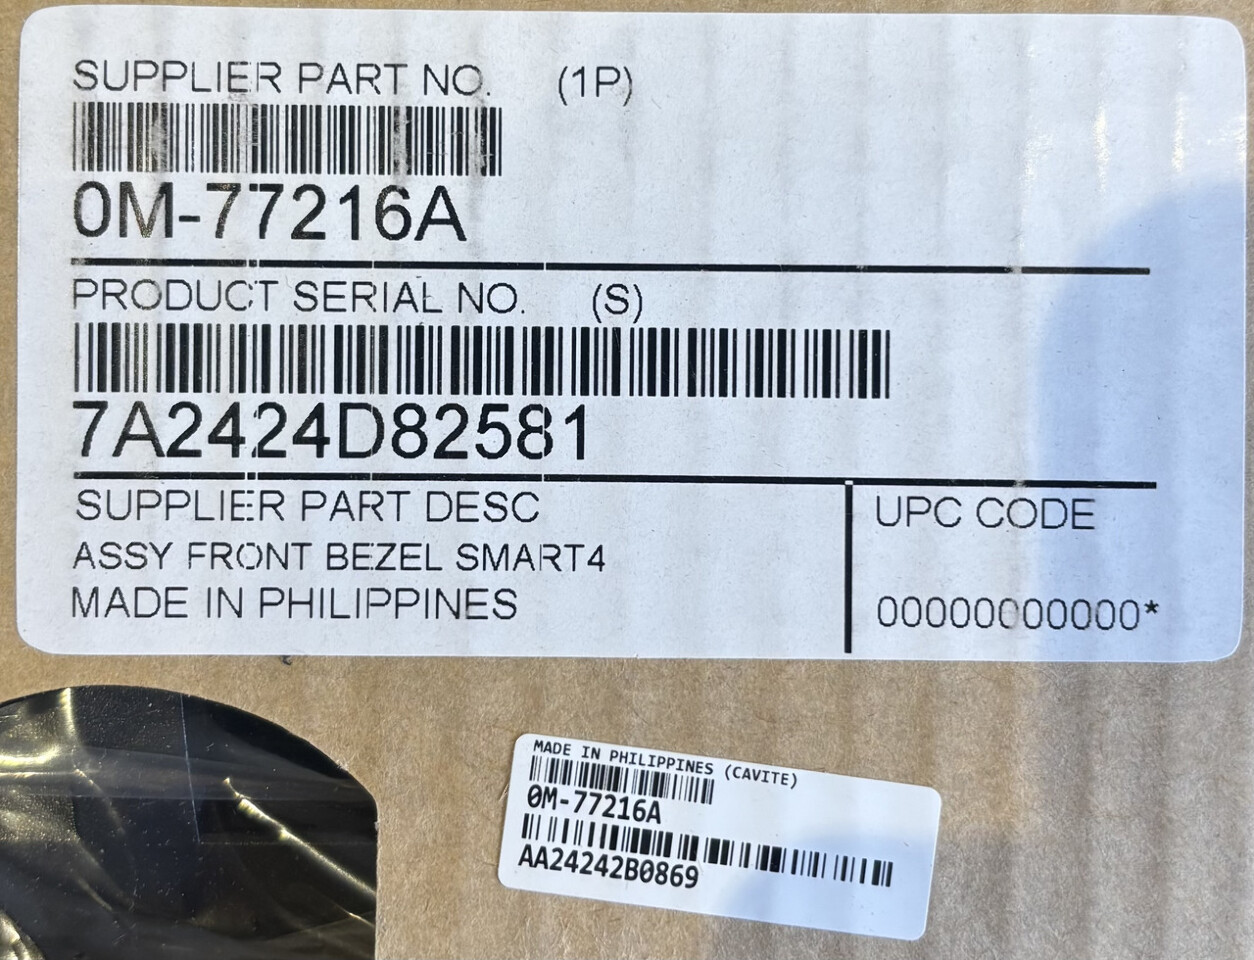 SUPPLIER PART NO. (1P)
0M-77216A
PRODUCT SERIAL NO. (S)
7A2424D82581
SUPPLIER PART DESC
ASSY FRONT BEZEL SMART4
MADE IN PHILIPPINES
UPC CODE
00000000000*
MADE IN PHILIPPINES (CAVITE)
0M-77216A
AA24242B0869